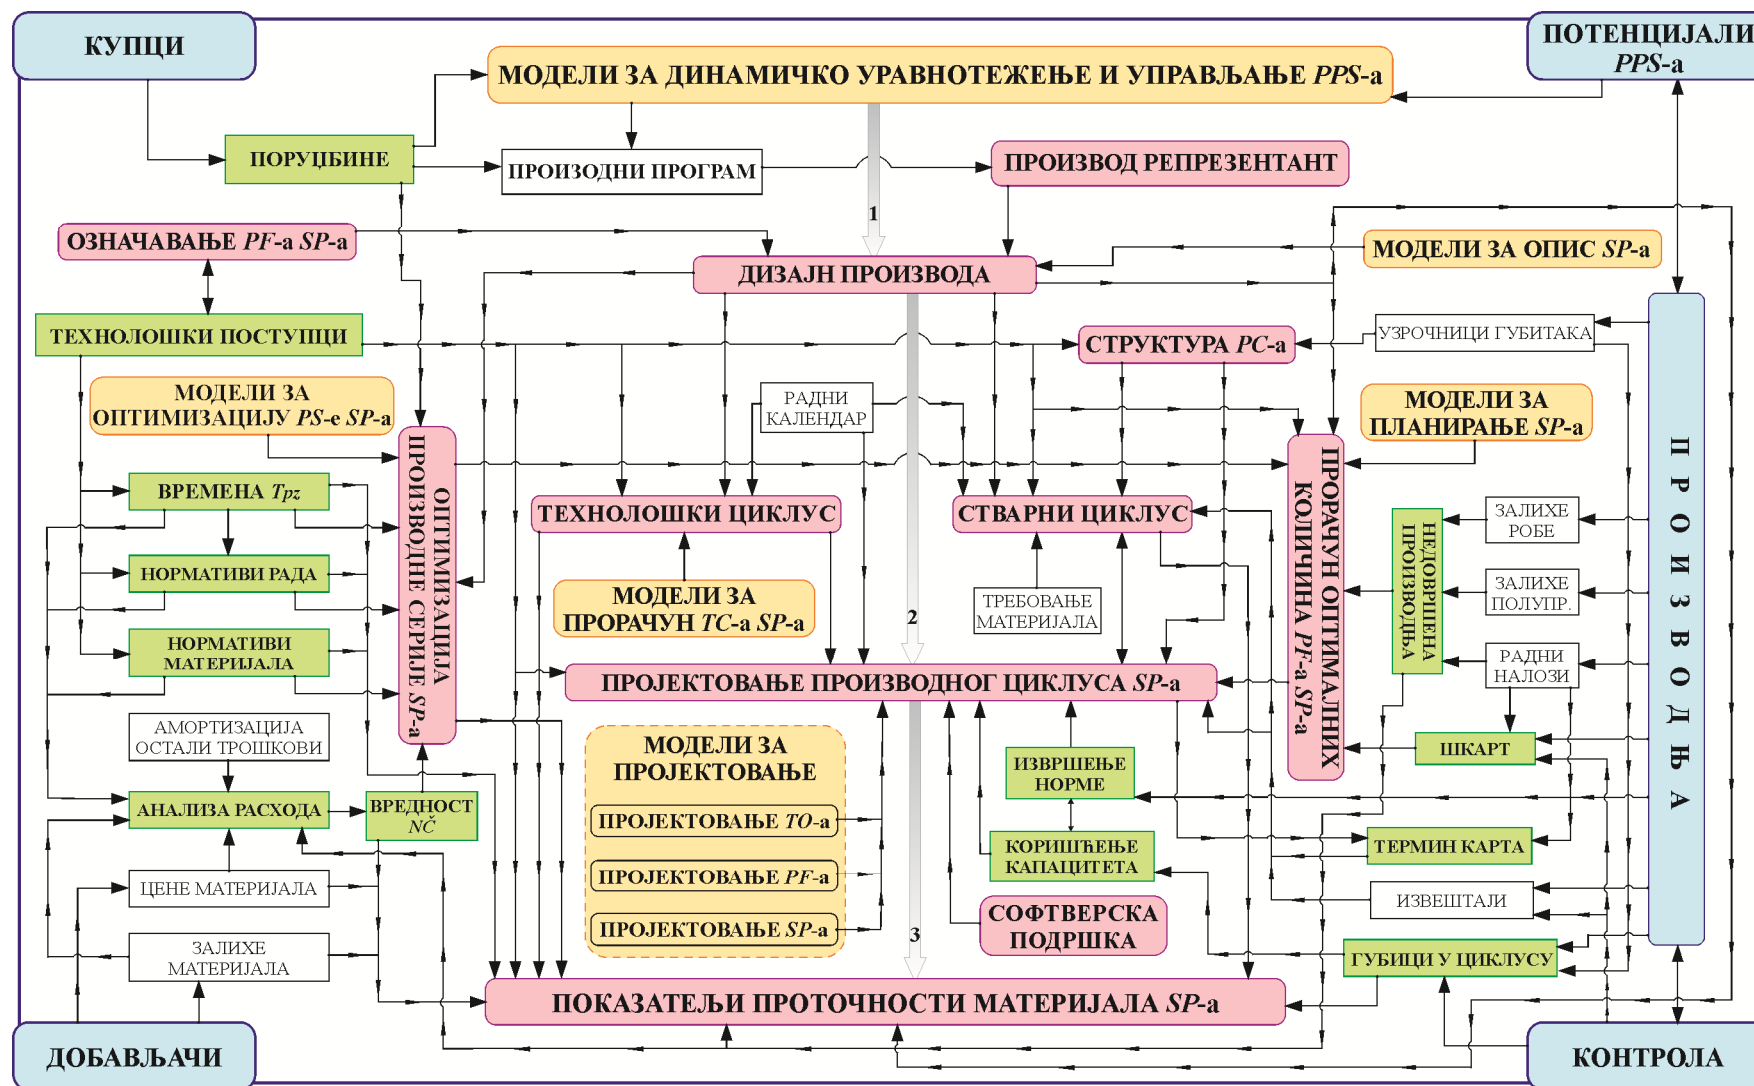 КУПЦИ
ПОТЕНЦИЈАЛИ
PPS-а
МОДЕЛИ ЗА ДИНАМИЧКО УРАВНОТЕЖЕЊЕ И УПРАВЉАЊЕ PPS-а
ПОРУЏБИНЕ
ПРОИЗОДНИ ПРОГРАМ
ПРОИЗВОД РЕПРЕЗЕНТАНТ
1
ОЗНАЧАВАЊЕ PF-а SP-а
МОДЕЛИ ЗА ОПИС SP-а
ДИЗАЈН ПРОИЗВОДА
ТЕХНОЛОШКИ ПОСТУПЦИ
СТРУКТУРА PC-а
УЗРОЧНИЦИ ГУБИТАКА
МОДЕЛИ ЗА
ОПТИМИЗАЦИЈУ PS-е SP-а
РАДНИ
КАЛЕНДАР
МОДЕЛИ ЗА
ПЛАНИРАЊЕ SP-а
ОПТИМИЗАЦИЈА
ПРОИЗВОДНЕ СЕРИЈЕ SP-а
ПРОРАЧУН ОПТИМАЛНИХ
КОЛИЧИНА PF-а SP-а
ПРОИЗВОДЊА
ВРЕМЕНА Tpz
ТЕХНОЛОШКИ ЦИКЛУС
СТВАРНИ ЦИКЛУС
НЕДОВРШЕНА
ПРОИЗВОДЊА
ЗАЛИХЕ
РОБЕ
НОРМАТИВИ РАДА
МОДЕЛИ ЗА
ПРОРАЧУН TC-а SP-а
ТРЕБОВАЊЕ
МАТЕРИЈАЛА
ЗАЛИХЕ
ПОЛУПР.
2
НОРМАТИВИ
МАТЕРИЈАЛА
РАДНИ
НАЛОЗИ
ПРОЈЕКТОВАЊЕ ПРОИЗВОДНОГ ЦИКЛУСА SP-а
АМОРТИЗАЦИЈА
ОСТАЛИ ТРОШКОВИ
МОДЕЛИ ЗА
ПРОЈЕКТОВАЊЕ
ИЗВРШЕЊЕ
НОРМЕ
ШКАРТ
АНАЛИЗА РАСХОДА
ВРЕДНОСТ
NČ
ПРОЈЕКТОВАЊЕ TO-а
КОРИШЋЕЊЕ
КАПАЦИТЕТА
ТЕРМИН КАРТА
ЦЕНЕ МАТЕРИЈАЛА
ПРОЈЕКТОВАЊЕ PF-а
ИЗВЕШТАЈИ
СОФТВЕРСКА
ПОДРШКА
ПРОЈЕКТОВАЊЕ SP-а
3
ЗАЛИХЕ
МАТЕРИЈАЛА
ГУБИЦИ У ЦИКЛУСУ
ПОКАЗАТЕЉИ ПРОТОЧНОСТИ МАТЕРИЈАЛА SP-а
ДОБАВЉАЧИ
КОНТРОЛА